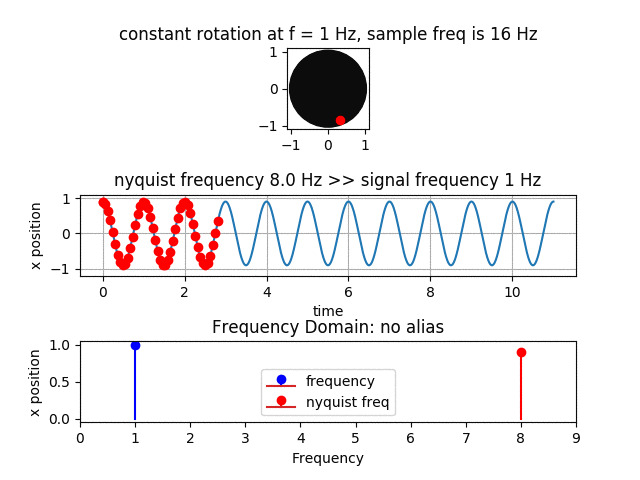 constant rotation at f = 1 Hz, sample freq is 16 Hz
1
0
−1
−1 0 1
nyquist frequency 8.0 Hz >> signal frequency 1 Hz
x position
1
0
−1
0 2 4 6 8 10
time
Frequency Domain: no alias
x position
1.0
0.5
0.0
frequency
nyquist freq
0 1 2 3 4 5 6 7 8 9
Frequency